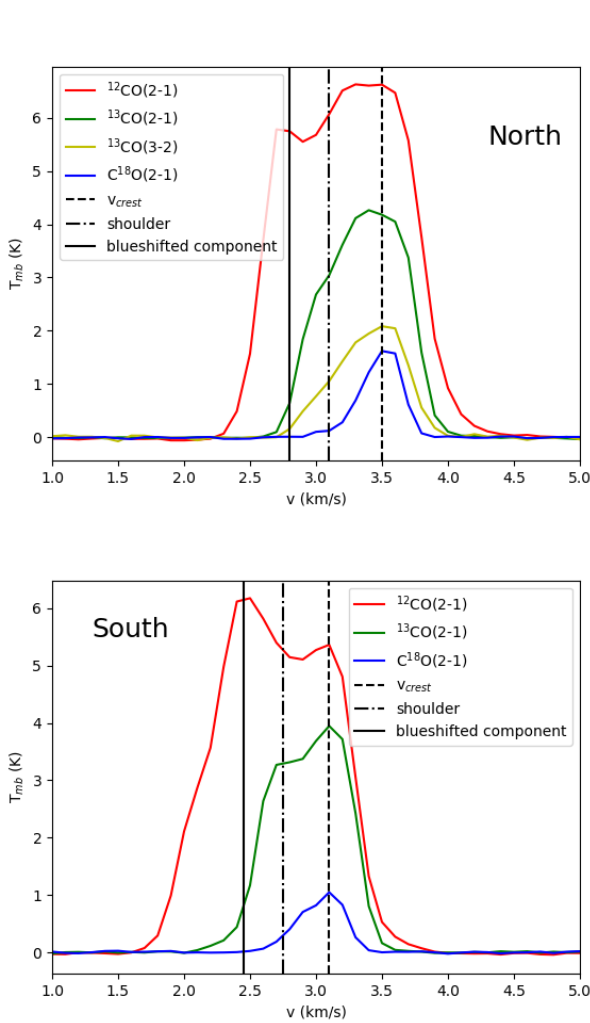 North
¹²CO(2-1)
¹³CO(2-1)
¹³CO(3-2)
C¹⁸O(2-1)
v_crest
shoulder
blueshifted component
T_mb (K)
6
5
4
3
2
1
0
1.0 1.5 2.0 2.5 3.0 3.5 4.0 4.5 5.0
v (km/s)
South
¹²CO(2-1)
¹³CO(2-1)
C¹⁸O(2-1)
v_crest
shoulder
blueshifted component
T_mb (K)
6
5
4
3
2
1
0
1.0 1.5 2.0 2.5 3.0 3.5 4.0 4.5 5.0
v (km/s)